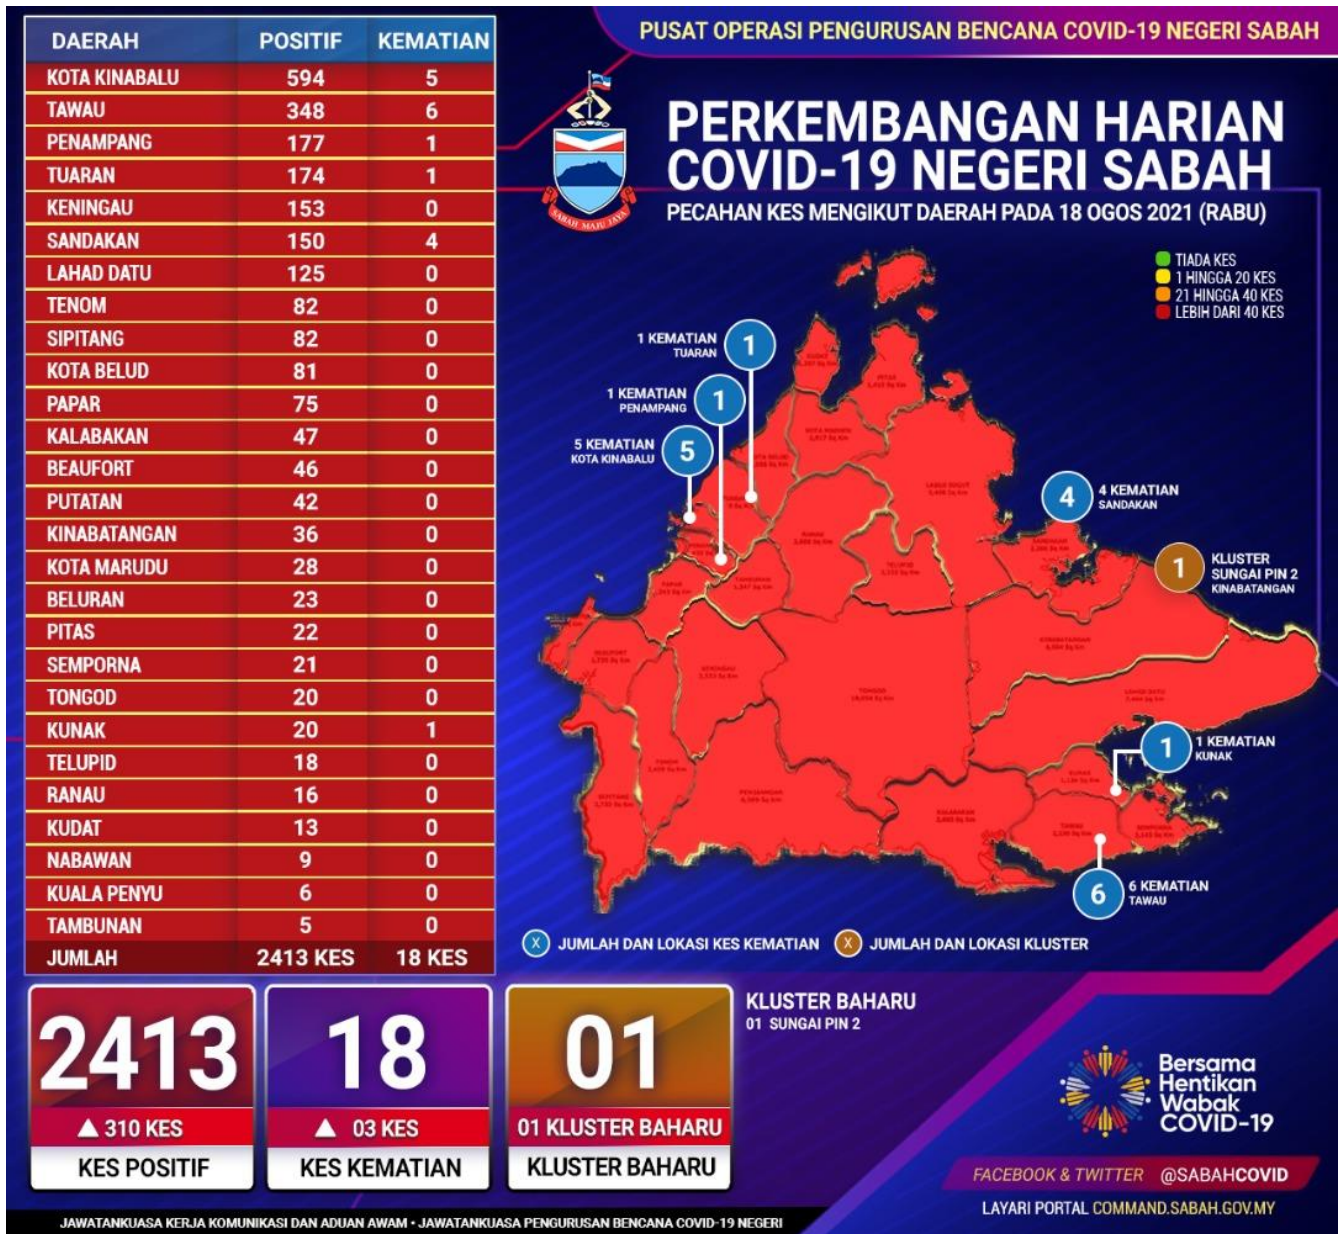 DAERAH POSITIF KEMATIAN
KOTA KINABALU 594 5
TAWAU 348 6
PENAMPANG 177 1
TUARAN 174 1
KENINGAU 153 0
SANDAKAN 150 4
LAHAD DATU 125 0
TENOM 82 0
SIPITANG 82 0
KOTA BELUD 81 0
PAPAR 75 0
KALABAKAN 47 0
BEAUFORT 46 0
PUTATAN 42 0
KINABATANGAN 36 0
KOTA MARUDU 28 0
BELURAN 23 0
PITAS 22 0
SEMPORNA 21 0
TONGOD 20 0
KUNAK 20 1
TELUPID 18 0
RANAU 16 0
KUDAT 13 0
NABAWAN 9 0
KUALA PENYU 6 0
TAMBUNAN 5 0
JUMLAH 2413 KES 18 KES
PUSAT OPERASI PENGURUSAN BENCANA COVID-19 NEGERI SABAH
SABAH MAJU JAYA
PERKEMBANGAN HARIAN
COVID-19 NEGERI SABAH
PECAHAN KES MENGIKUT DAERAH PADA 18 OGOS 2021 (RABU)
TIADA KES
1 HINGGA 20 KES
21 HINGGA 40 KES
LEBIH DARI 40 KES
1 KEMATIAN
TUARAN
1
1 KEMATIAN
PENAMPANG
1
5 KEMATIAN
KOTA KINABALU
5
4
4 KEMATIAN
SANDAKAN
1
KLUSTER
SUNGAI PIN 2
KINABATANGAN
1
1 KEMATIAN
KUNAK
6
6 KEMATIAN
TAWAU
X JUMLAH DAN LOKASI KES KEMATIAN
X JUMLAH DAN LOKASI KLUSTER
2413
▲ 310 KES
KES POSITIF
18
▲ 03 KES
KES KEMATIAN
01
01 KLUSTER BAHARU
KLUSTER BAHARU
KLUSTER BAHARU
01 SUNGAI PIN 2
Bersama
Hentikan
Wabak
COVID-19
FACEBOOK & TWITTER @SABAHCOVID
LAYARI PORTAL COMMAND.SABAH.GOV.MY
JAWATANKUASA KERJA KOMUNIKASI DAN ADUAN AWAM • JAWATANKUASA PENGURUSAN BENCANA COVID-19 NEGERI